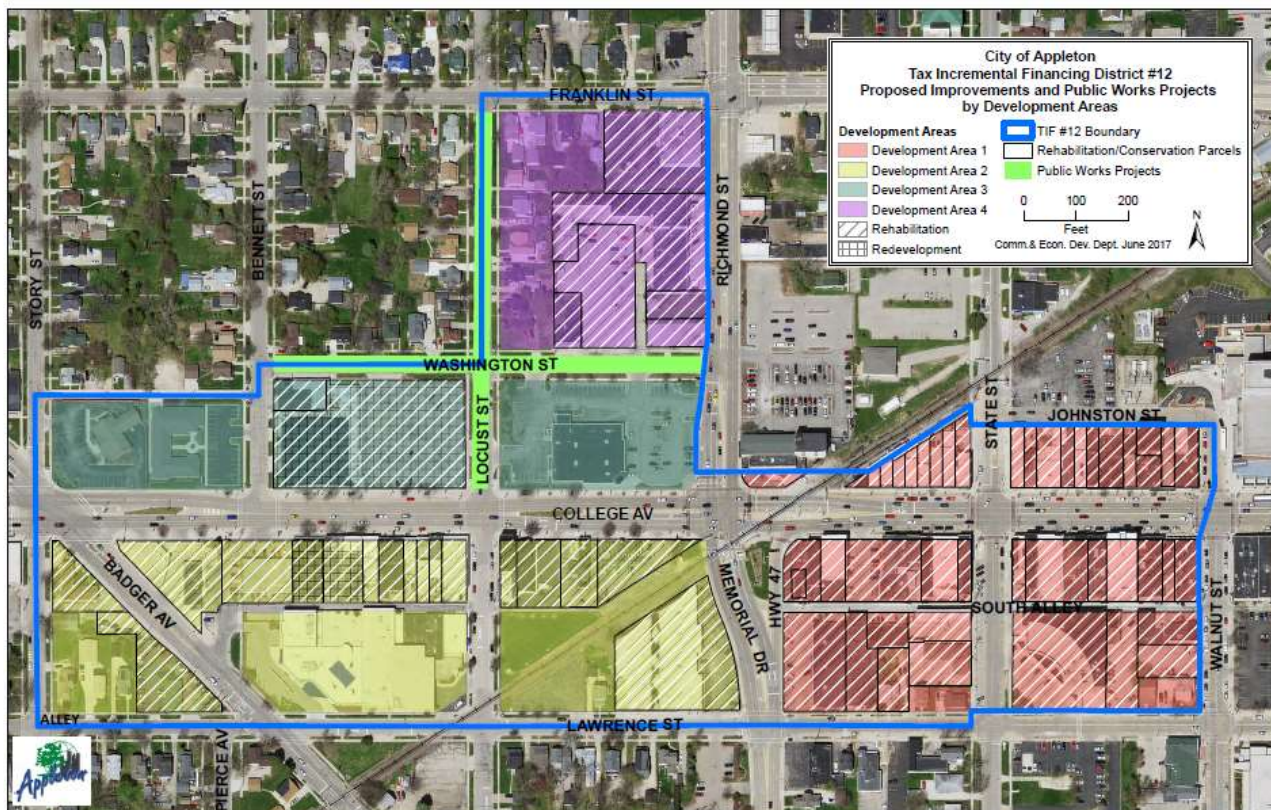 City of Appleton
Tax Incremental Financing District #12
Proposed Improvements and Public Works Projects
by Development Areas
Development Areas
Development Area 1
Development Area 2
Development Area 3
Development Area 4
Rehabilitation
Redevelopment
TIF #12 Boundary
Rehabilitation/Conservation Parcels
Public Works Projects
0 100 200
Feet
Comm.& Econ. Dev. Dept. June 2017
N
FRANKLIN ST
STORY ST
BENNETT ST
RICHMOND ST
WASHINGTON ST
LOCUST ST
STATE ST
JOHNSTON ST
COLLEGE AV
BADGER AV
MEMORIAL DR
HWY 47
SOUTH ALLEY
WALNUT ST
ALLEY
LAWRENCE ST
PIERCE AV
Appleton